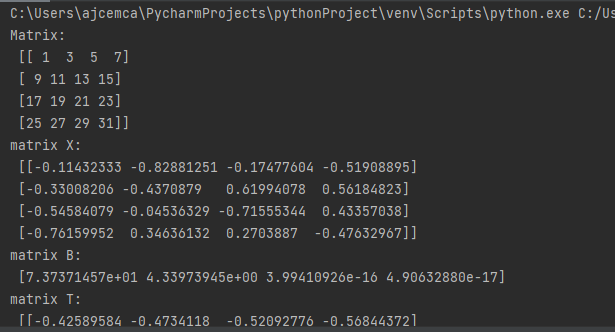 C:\Users\ajcemca\PycharmProjects\pythonProject\venv\Scripts\python.exe C:/Us
Matrix:
[[ 1  3  5  7]
[ 9 11 13 15]
[17 19 21 23]
[25 27 29 31]]
matrix X:
[[-0.11432333 -0.82881251 -0.17477604 -0.51908895]
[-0.33008206 -0.4370879   0.61994078  0.56184823]
[-0.54584079 -0.04536329 -0.71555344  0.43357038]
[-0.76159952  0.34636132  0.2703887  -0.47632967]]
matrix B:
[7.37371457e+01 4.33973945e+00 3.99410926e-16 4.90632880e-17]
matrix T:
[[-0.42589584 -0.4734118  -0.52092776 -0.56844372]